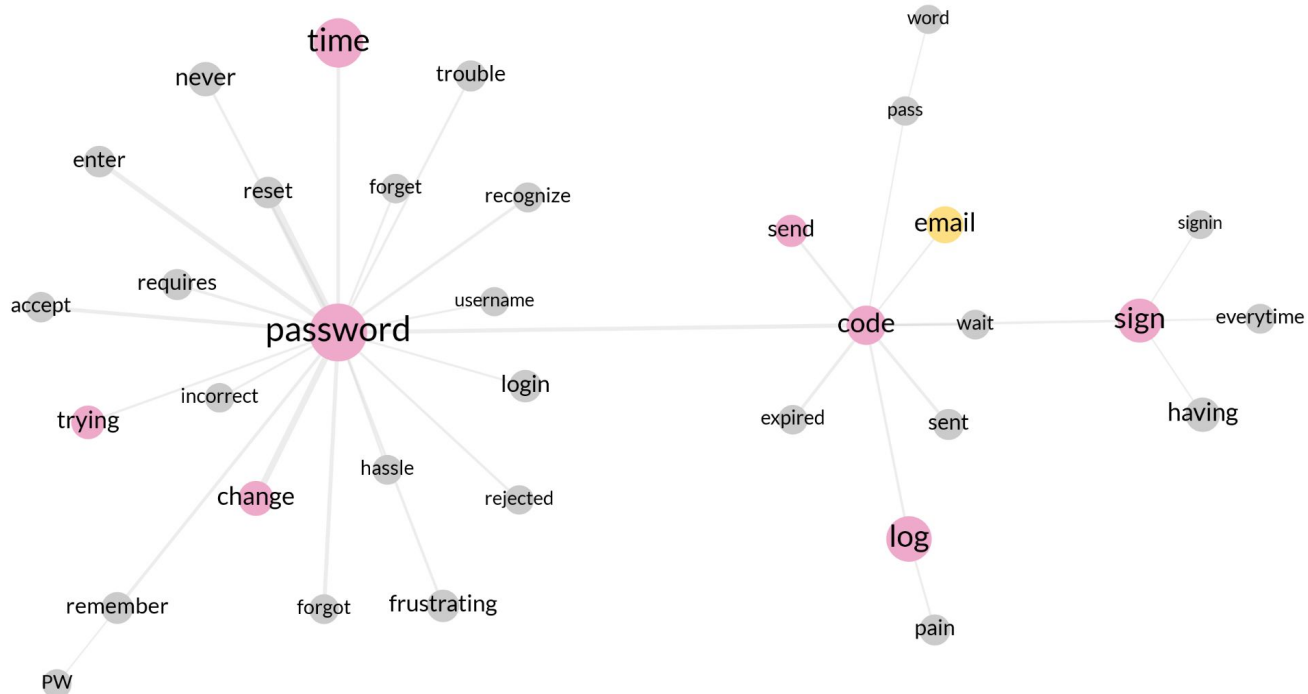 word
time
trouble
never
pass
enter
reset
forget
recognize
send
email
signin
requires
accept
username
password
code
wait
sign
everytime
login
incorrect
trying
expired
sent
having
hassle
change
rejected
log
remember
forgot
frustrating
pain
PW